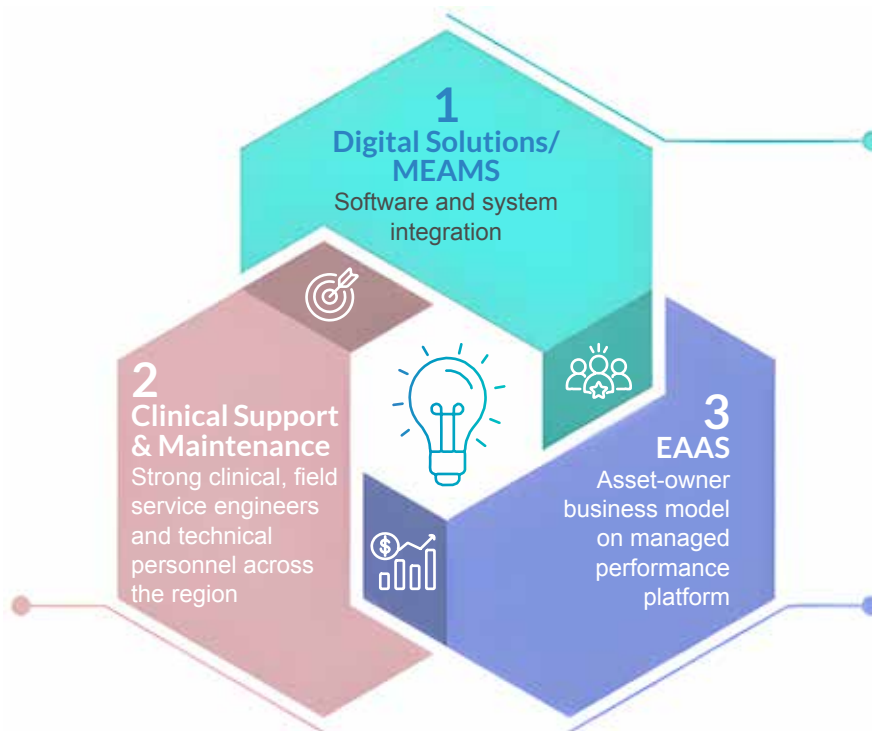 1
Digital Solutions/
MEAMS
Software and system
integration
2
Clinical Support
& Maintenance
Strong clinical, field
service engineers
and technical
personnel across
the region
3
EAAS
Asset-owner
business model
on managed
performance
platform
$